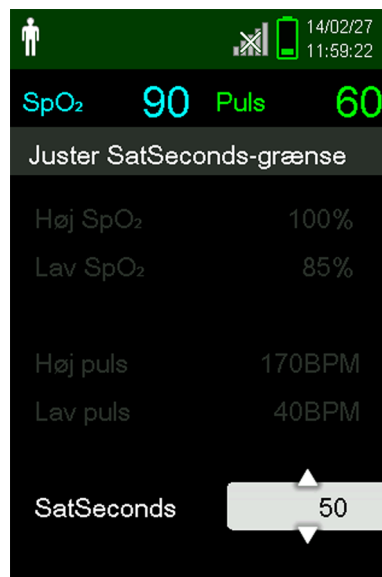 14/02/27
11:59:22
SpO₂ 90 Puls 60
Juster SatSeconds-grænse
Høj SpO₂ 100%
Lav SpO₂ 85%
Høj puls 170BPM
Lav puls 40BPM
SatSeconds 50